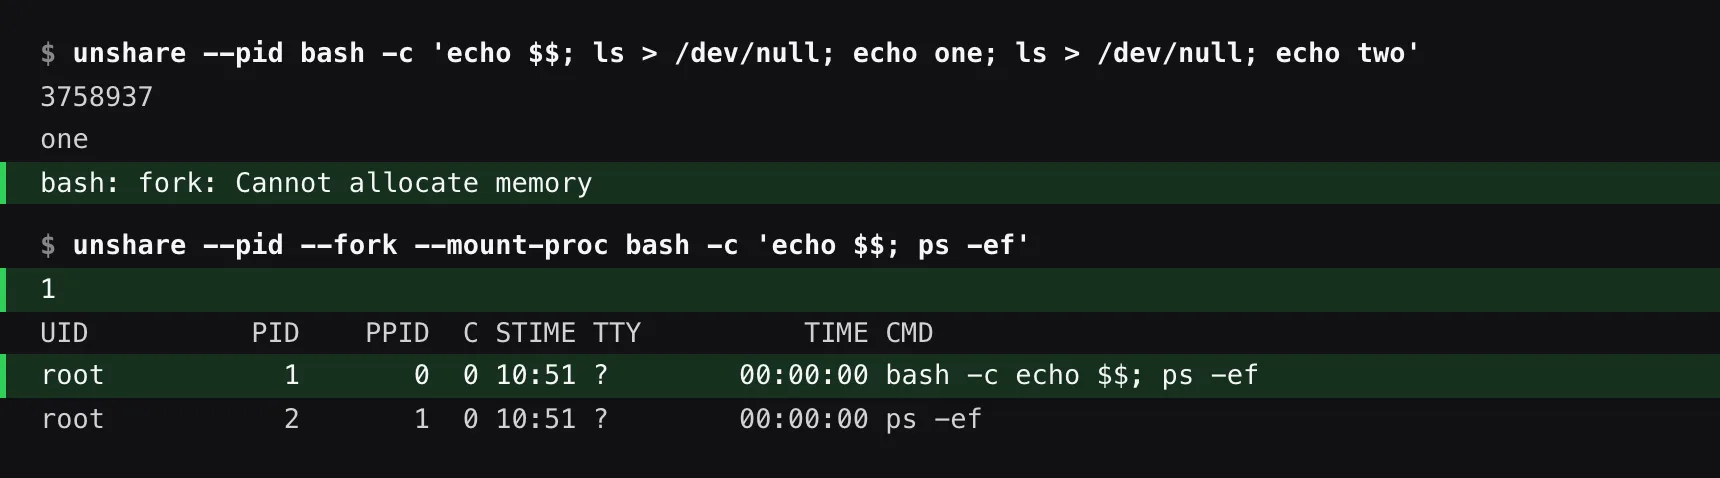 $ unshare --pid bash -c 'echo $$; ls > /dev/null; echo one; ls > /dev/null; echo two'
3758937
one
bash: fork: Cannot allocate memory
$ unshare --pid --fork --mount-proc bash -c 'echo $$; ps -ef'
1
UID          PID    PPID  C STIME TTY          TIME CMD
root           1       0  0 10:51 ?        00:00:00 bash -c echo $$; ps -ef
root           2       1  0 10:51 ?        00:00:00 ps -ef